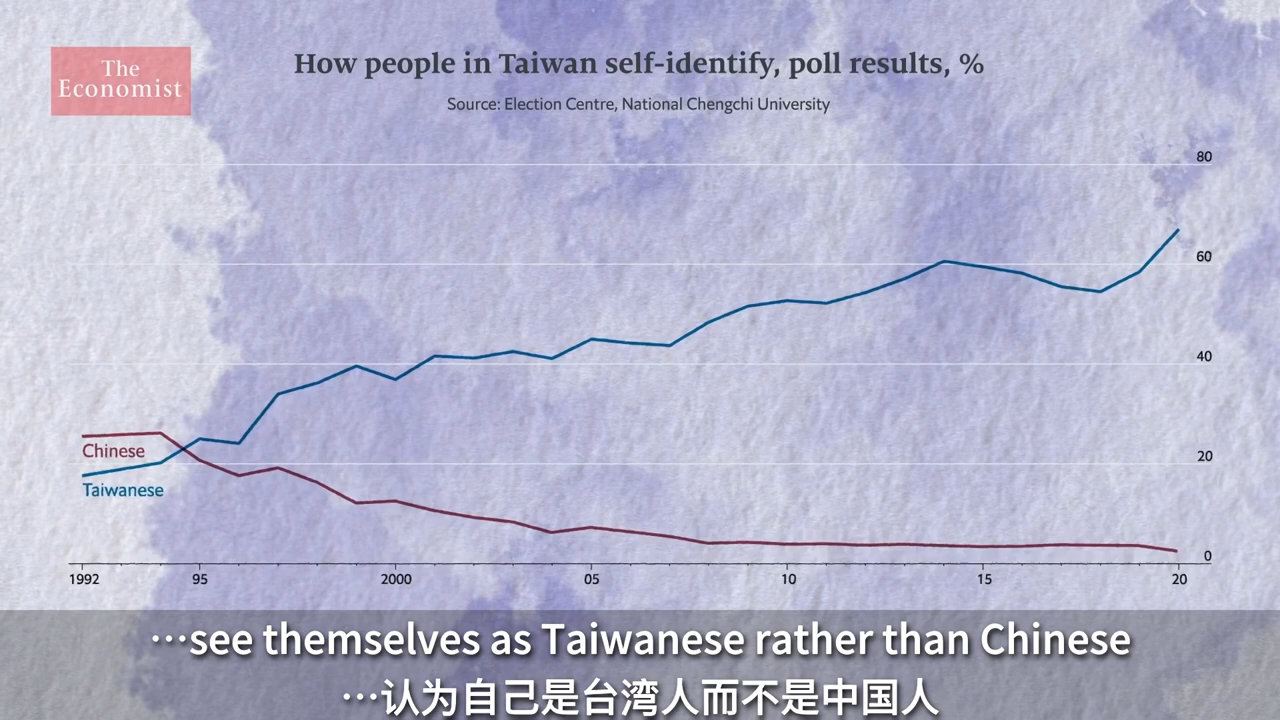 The
Economist
How people in Taiwan self-identify, poll results, %
Source: Election Centre, National Chengchi University
80
60
40
20
0
Chinese
Taiwanese
1992 95 2000 05 10 15 20
…see themselves as Taiwanese rather than Chinese
…认为自己是台湾人而不是中国人